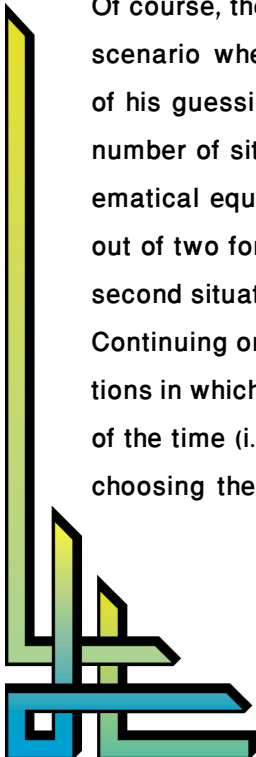 Of course, the
scenario whe
of his guessi
number of sit
ematical equ
out of two for
second situat
Continuing or
tions in which
of the time (i.
choosing the